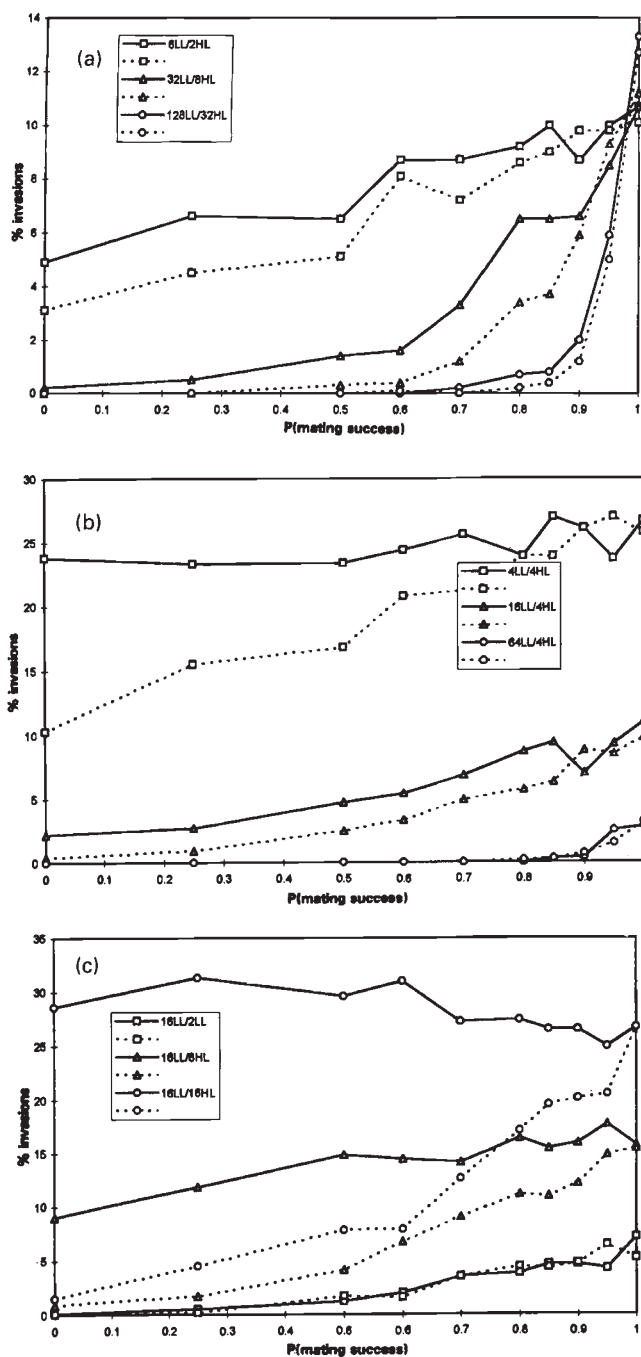 (a)
14
12
10
8
6
4
2
0
% invasions
8LL/2HL
32LL/8HL
128LL/32HL
0 0.1 0.2 0.3 0.4 0.5 0.6 0.7 0.8 0.9 1
P(mating success)
(b)
30
25
20
15
10
5
0
% invasions
4LL/4HL
16LL/4HL
64LL/4HL
0 0.1 0.2 0.3 0.4 0.5 0.6 0.7 0.8 0.9
P(mating success)
(c)
35
30
25
20
15
10
5
0
% invasions
16LL/2LL
16LL/8HL
16LL/16HL
0 0.1 0.2 0.3 0.4 0.5 0.6 0.7 0.8 0.9 1
P(mating success)